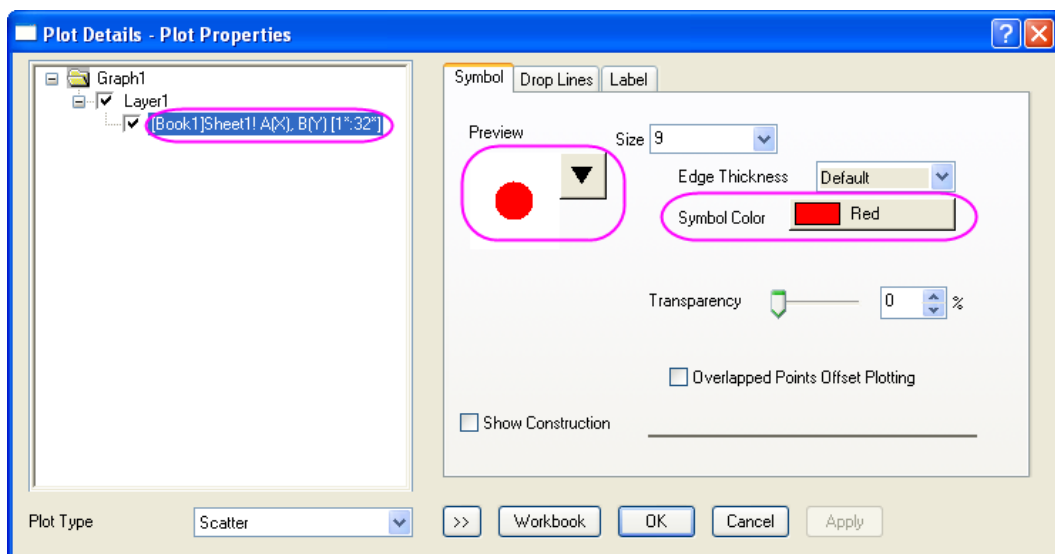 Plot Details - Plot Properties
Graph1
Layer1
[Book1]Sheet1! A(X), B(Y) [1*:32*]
Symbol Drop Lines Label
Preview
Size 9
Edge Thickness Default
Symbol Color Red
Transparency 0 %
Overlapped Points Offset Plotting
Show Construction
Plot Type Scatter >> Workbook OK Cancel Apply